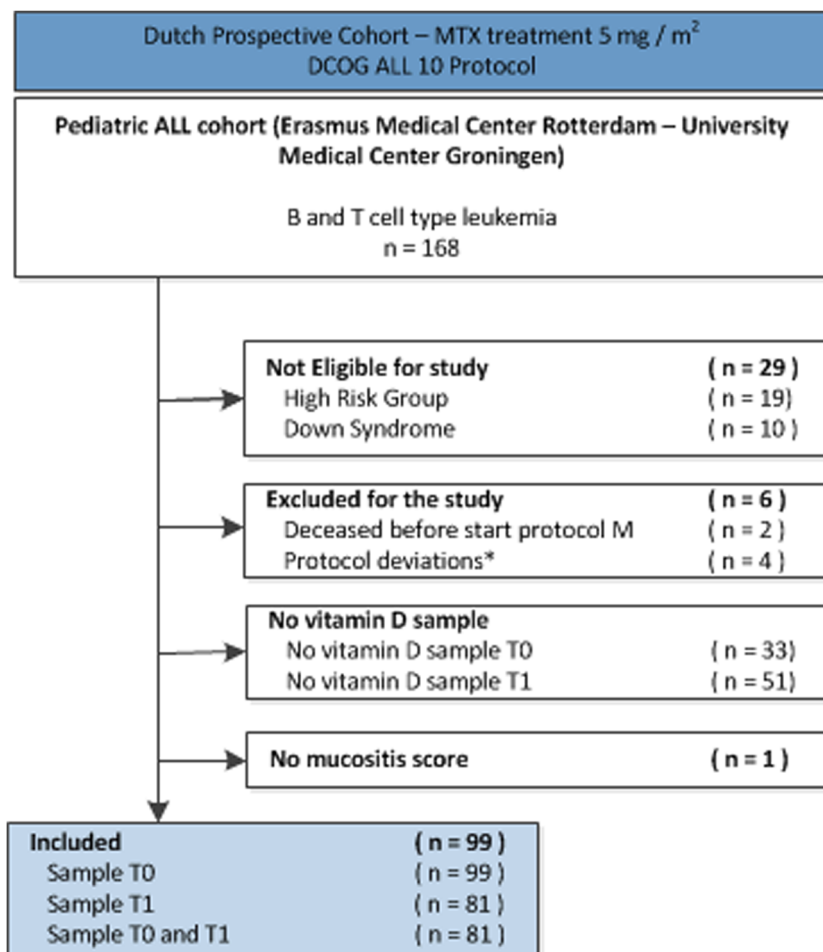 Dutch Prospective Cohort – MTX treatment 5 mg / m²
DCOG ALL 10 Protocol
Pediatric ALL cohort (Erasmus Medical Center Rotterdam – University
Medical Center Groningen)
B and T cell type leukemia
n = 168
Not Eligible for study ( n = 29 )
High Risk Group ( n = 19)
Down Syndrome ( n = 10 )
Excluded for the study ( n = 6 )
Deceased before start protocol M ( n = 2 )
Protocol deviations* ( n = 4 )
No vitamin D sample
No vitamin D sample T0 ( n = 33)
No vitamin D sample T1 ( n = 51)
No mucositis score ( n = 1 )
Included ( n = 99 )
Sample T0 ( n = 99 )
Sample T1 ( n = 81 )
Sample T0 and T1 ( n = 81 )